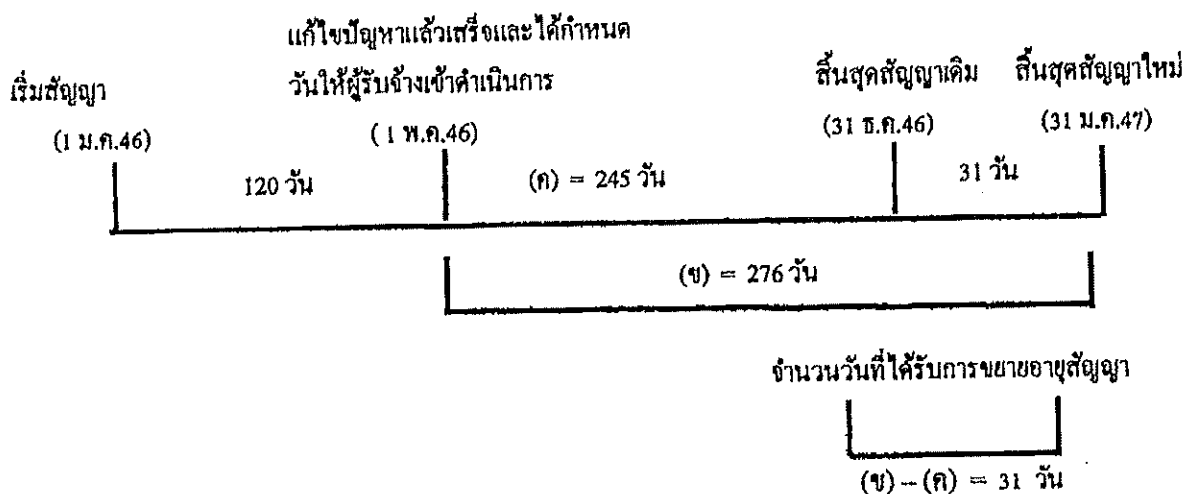 แก้ไขปัญหาแล้วเสร็จและได้กำหนด
เริ่มสัญญา วันให้ผู้รับจ้างเข้าดำเนินการ สิ้นสุดสัญญาเดิม สิ้นสุดสัญญาใหม่
(1 ม.ค.46) (1 พ.ค.46) (31 ธ.ค.46) (31 ม.ค.47)
120 วัน (ค) = 245 วัน 31 วัน
(ข) = 276 วัน
จำนวนวันที่ได้รับการขยายอายุสัญญา
(ข) – (ค) = 31 วัน